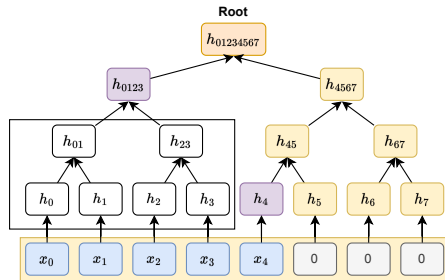 Root
h₀₁₂₃₄₅₆₇
h₀₁₂₃ h₄₅₆₇
h₀₁ h₂₃ h₄₅ h₆₇
h₀ h₁ h₂ h₃ h₄ h₅ h₆ h₇
x₀ x₁ x₂ x₃ x₄ 0 0 0